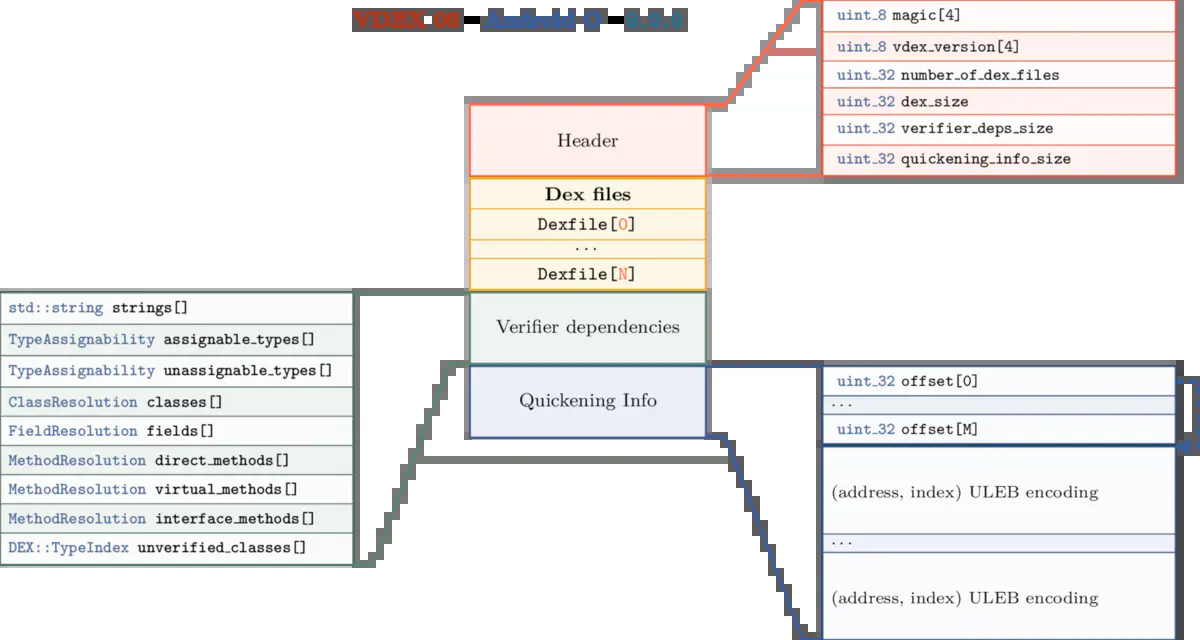 VDEX 06 - Android O - 8.0.0
uint_8 magic[4]
uint_8 vdex_version[4]
uint_32 number_of_dex_files
uint_32 dex_size
uint_32 verifier_deps_size
uint_32 quickening_info_size
Header
Dex files
Dexfile[0]
...
Dexfile[N]
Verifier dependencies
Quickening Info
std::string strings[]
TypeAssignability assignable_types[]
TypeAssignability unassignable_types[]
ClassResolution classes[]
FieldResolution fields[]
MethodResolution direct_methods[]
MethodResolution virtual_methods[]
MethodResolution interface_methods[]
DEX::TypeIndex unverified_classes[]
uint_32 offset[0]
...
uint_32 offset[M]
(address, index) ULEB encoding
...
(address, index) ULEB encoding